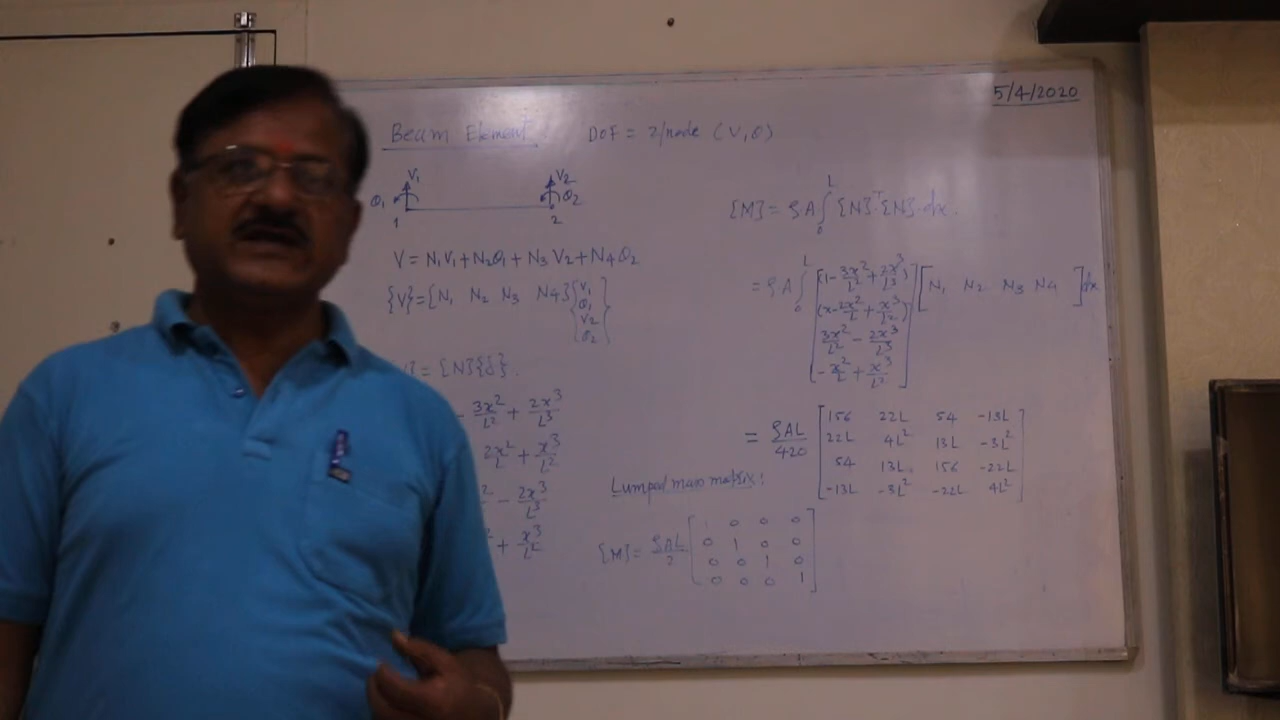 5/4/2020
Beam Element. DOF = 2/node (V, θ)
V₁ V₂
θ₁ θ₂
1 2
V = N₁V₁ + N₂θ₁ + N₃ V₂ + N₄ θ₂
{V} = [N₁ N₂ N₃ N₄] {V₁ θ₁ V₂ θ₂}
= [N]{d}.
- 3x²/L² + 2x³/L³
2x²/L + x³/L²
- 2x³/L³
+ x³/L²
[M] = ρA ∫₀ᴸ [N]ᵀ [N] dx.
= ρA ∫₀ᴸ [(1 - 3x²/L² + 2x³/L³) [N₁ N₂ N₃ N₄] dx
(x - 2x²/L + x³/L²)
3x²/L² - 2x³/L³
- x²/L + x³/L²]
= ρAL/420 [156 22L 54 -13L
22L 4L² 13L -3L²
54 13L 156 -22L
-13L -3L² -22L 4L²]
Lumped mass matrix:
[M] = ρAL/2 [1 0 0 0
0 1 0 0
0 0 1 0
0 0 0 1]